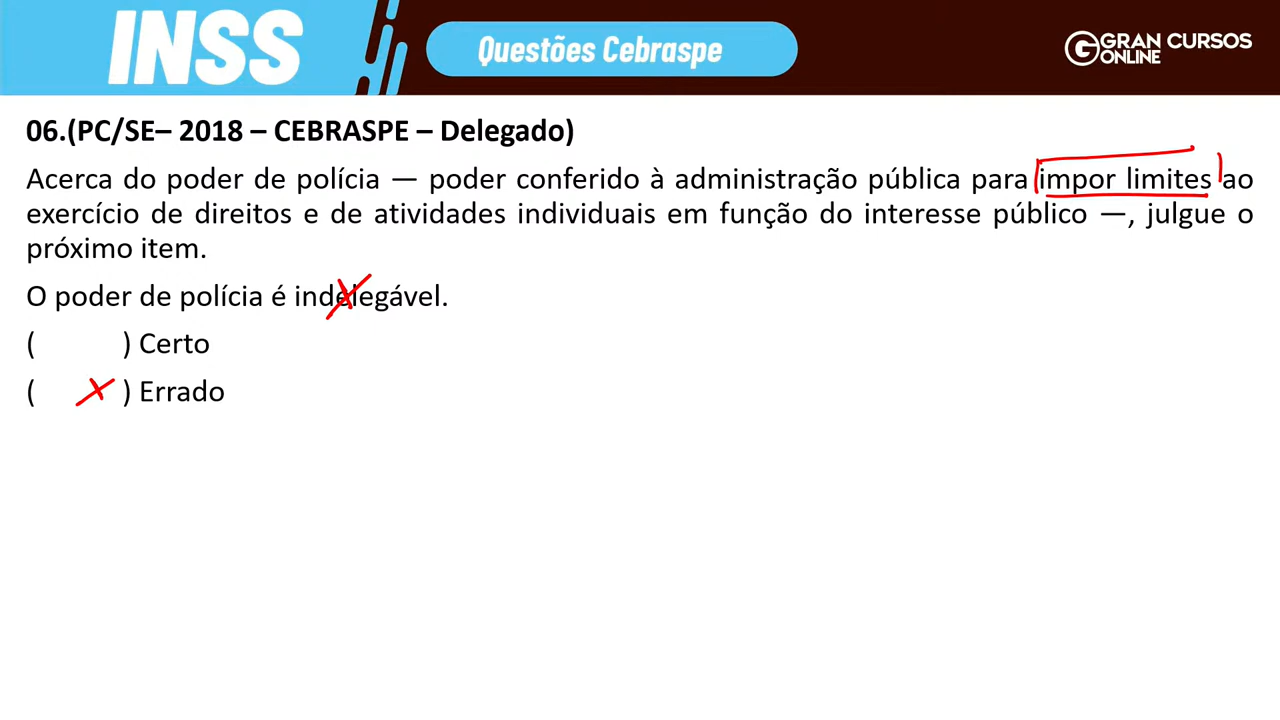 INSS
Questões Cebraspe
GRAN CURSOS
ONLINE
06.(PC/SE– 2018 – CEBRASPE – Delegado)
Acerca do poder de polícia — poder conferido à administração pública para impor limites ao
exercício de direitos e de atividades individuais em função do interesse público —, julgue o
próximo item.
O poder de polícia é indelegável.
( ) Certo
( X ) Errado